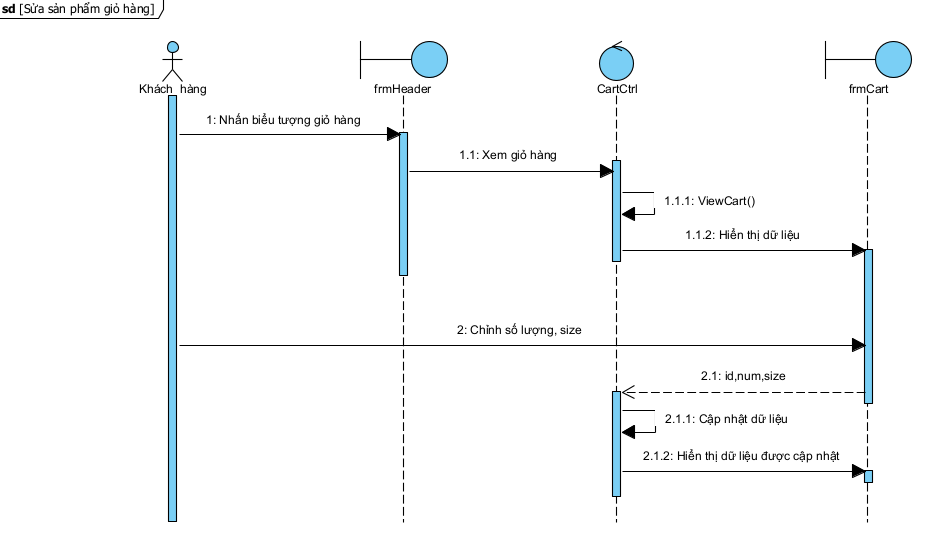 sd [Sửa sản phẩm giỏ hàng]
Khách hàng
frmHeader
CartCtrl
frmCart
1: Nhấn biểu tượng giỏ hàng
1.1: Xem giỏ hàng
1.1.1: ViewCart()
1.1.2: Hiển thị dữ liệu
2: Chỉnh số lượng, size
2.1: id,num,size
2.1.1: Cập nhật dữ liệu
2.1.2: Hiển thị dữ liệu được cập nhật